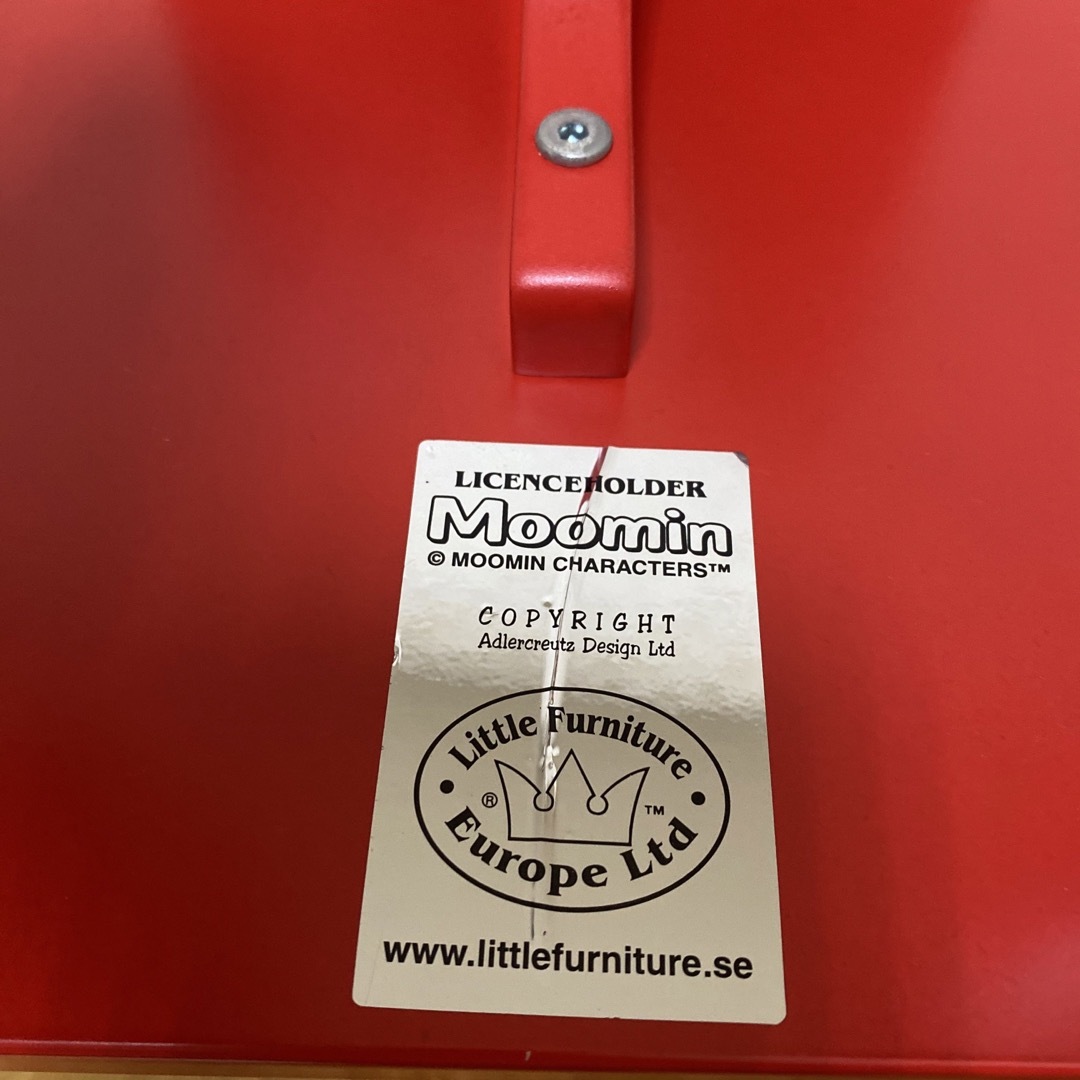 LICENCEHOLDER
Moomin
© MOOMIN CHARACTERS™
COPYRIGHT
Adlercreutz Design Ltd
Little Furniture
® ™
Europe Ltd
www.littlefurniture.se